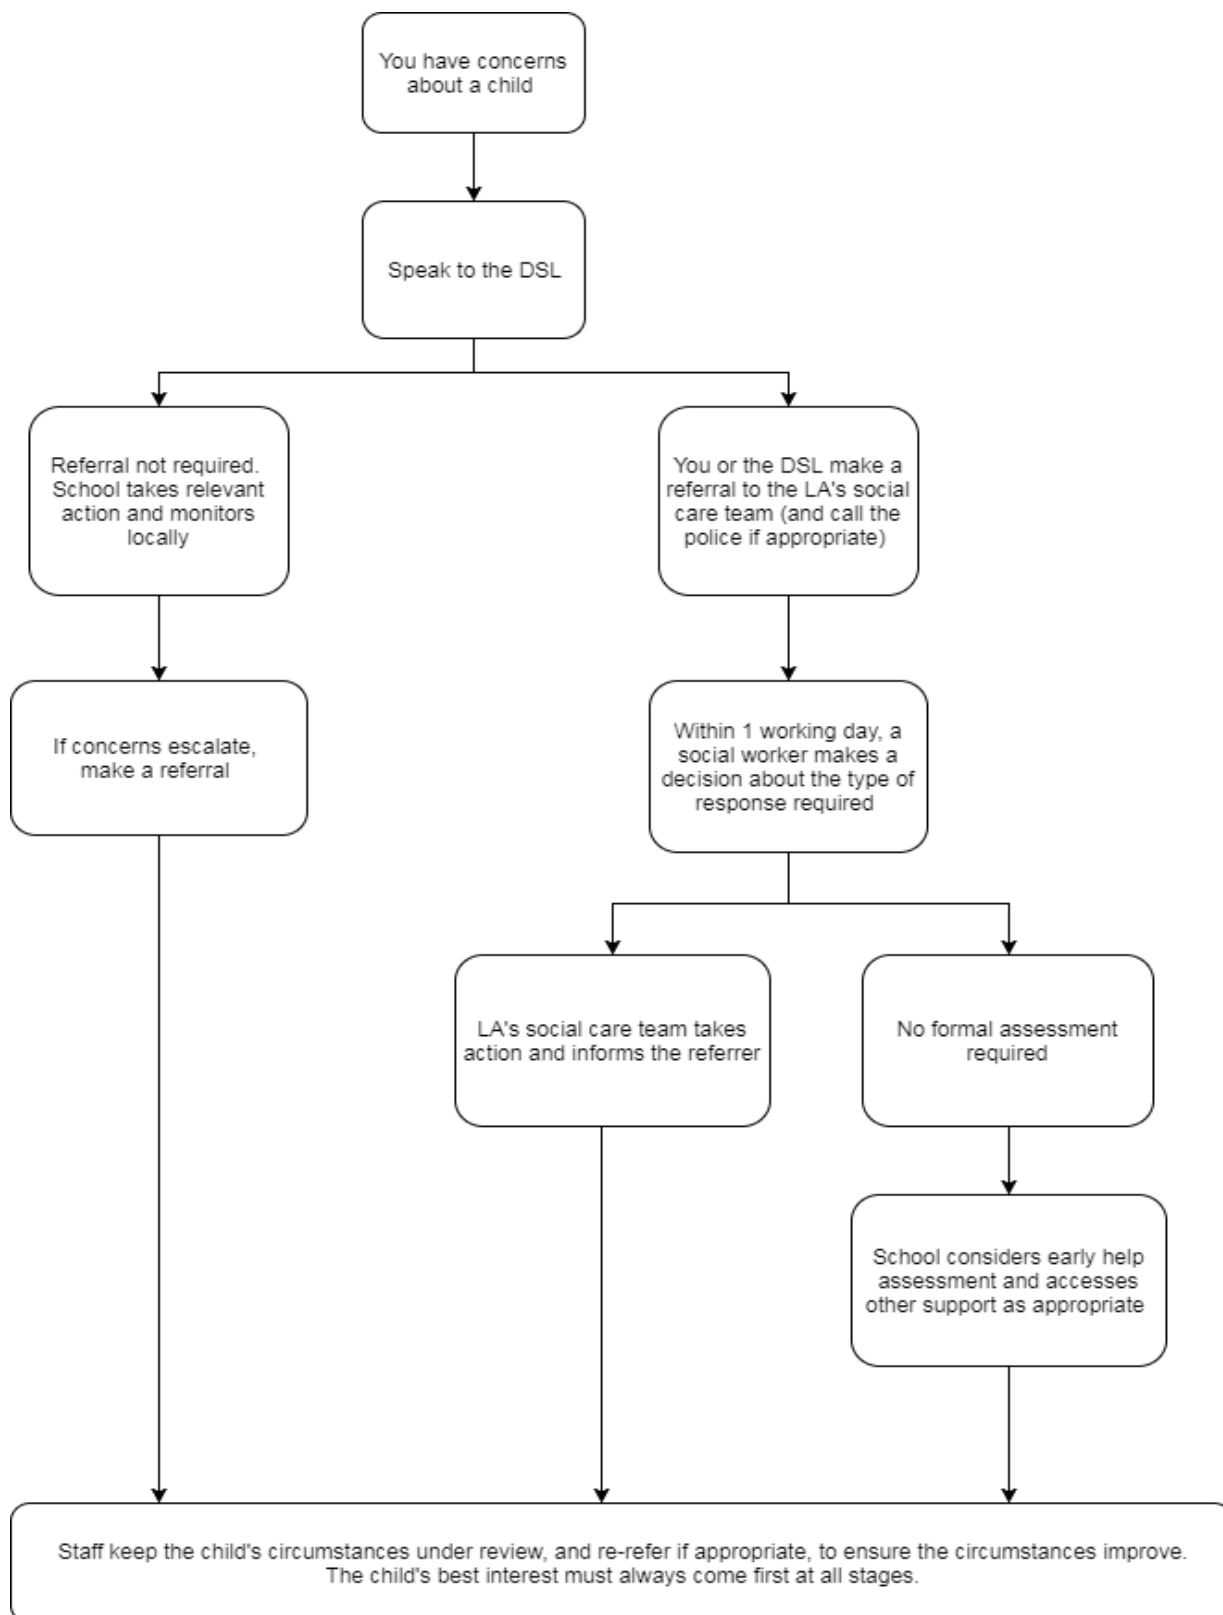 You have concerns
about a child
Speak to the DSL
Referral not required.
School takes relevant
action and monitors
locally
You or the DSL make a
referral to the LA's social
care team (and call the
police if appropriate)
If concerns escalate,
make a referral
Within 1 working day, a
social worker makes a
decision about the type of
response required
LA's social care team takes
action and informs the referrer
No formal assessment
required
School considers early help
assessment and accesses
other support as appropriate
Staff keep the child's circumstances under review, and re-refer if appropriate, to ensure the circumstances improve.
The child's best interest must always come first at all stages.